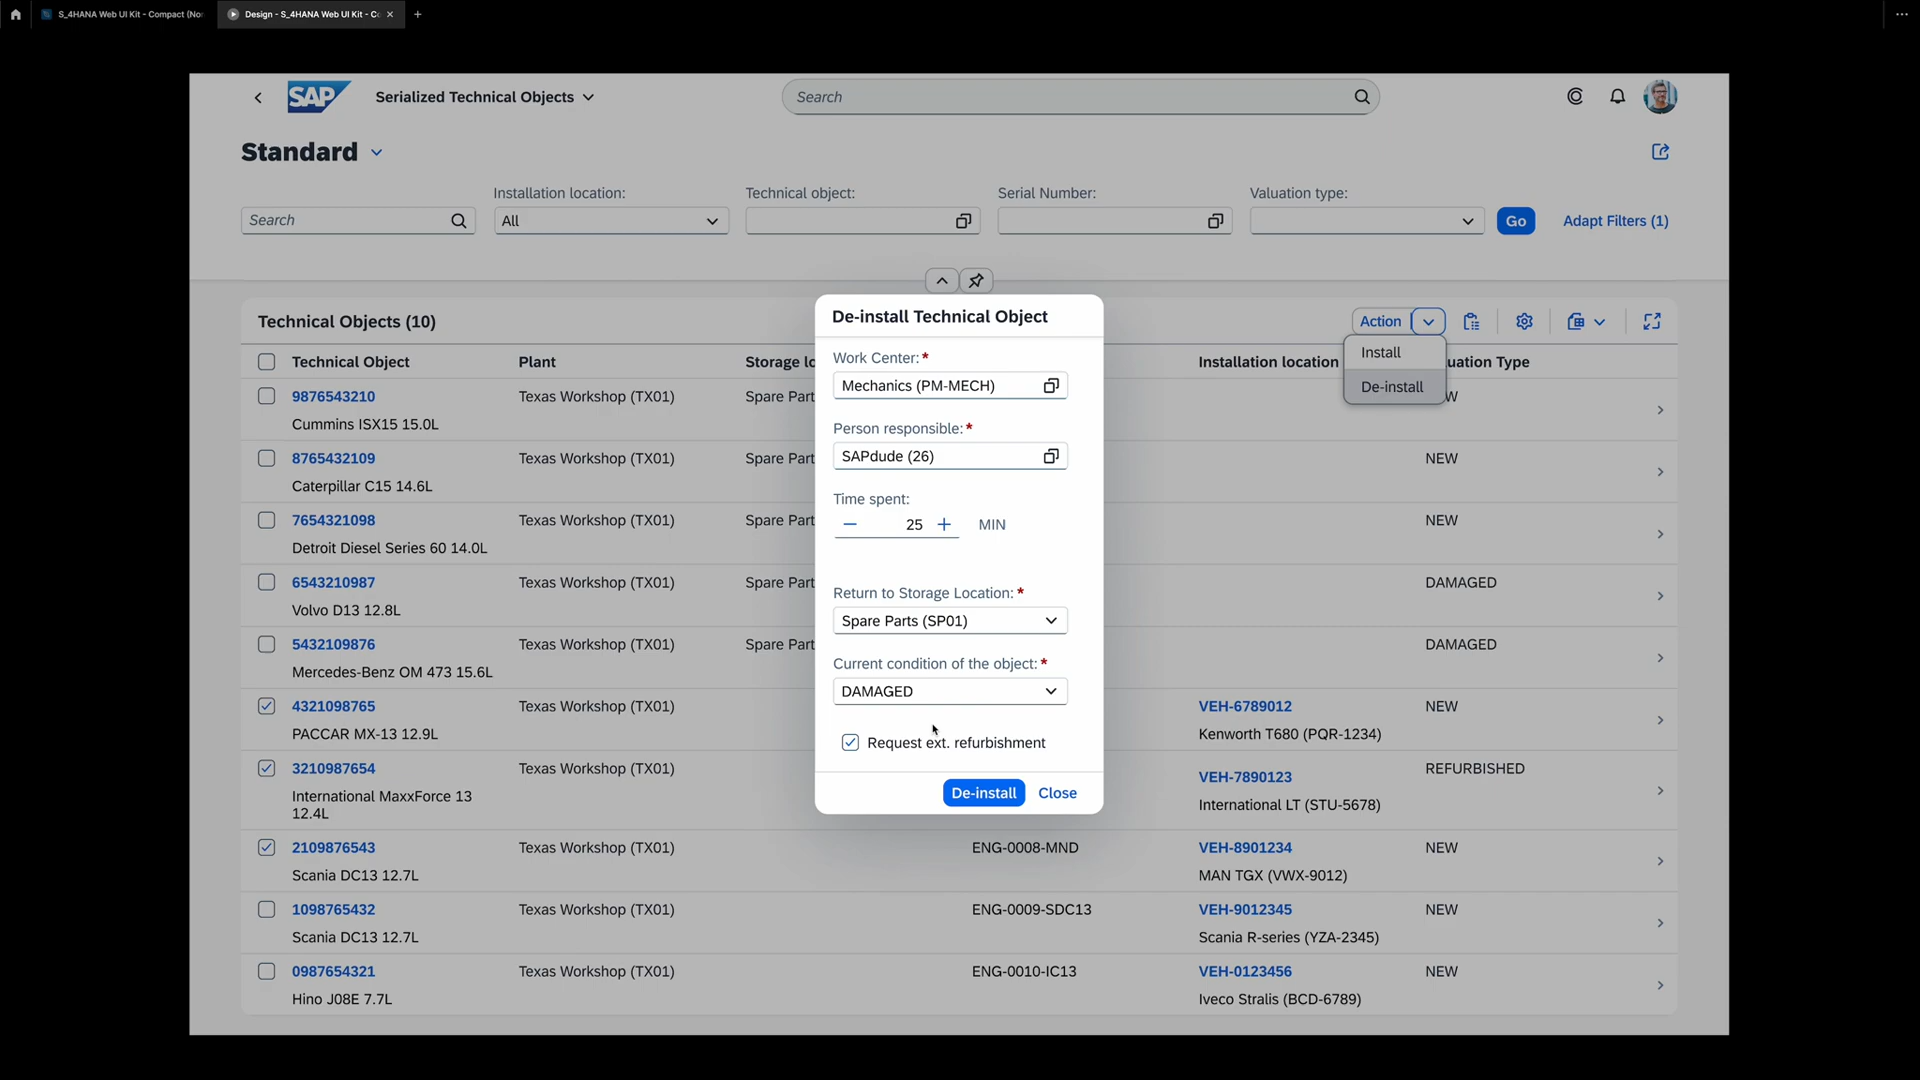 S_4HANA Web UI Kit - Compact (No
Design - S_4HANA Web UI Kit - C
SAP
Serialized Technical Objects
Search
Standard
Installation location:
Technical object:
Serial Number:
Valuation type:
Search
All
Go
Adapt Filters (1)
Technical Objects (10)
Action
Install
De-install
Technical Object
Plant
Storage lo
Installation location
uation Type
9876543210
Texas Workshop (TX01)
Spare Part
W
Cummins ISX15 15.0L
8765432109
Texas Workshop (TX01)
Spare Part
NEW
Caterpillar C15 14.6L
7654321098
Texas Workshop (TX01)
Spare Part
NEW
Detroit Diesel Series 60 14.0L
6543210987
Texas Workshop (TX01)
Spare Part
DAMAGED
Volvo D13 12.8L
5432109876
Texas Workshop (TX01)
Spare Part
DAMAGED
Mercedes-Benz OM 473 15.6L
4321098765
Texas Workshop (TX01)
VEH-6789012
NEW
PACCAR MX-13 12.9L
Kenworth T680 (PQR-1234)
3210987654
Texas Workshop (TX01)
VEH-7890123
REFURBISHED
International MaxxForce 13
12.4L
International LT (STU-5678)
2109876543
Texas Workshop (TX01)
ENG-0008-MND
VEH-8901234
NEW
Scania DC13 12.7L
MAN TGX (VWX-9012)
1098765432
Texas Workshop (TX01)
ENG-0009-SDC13
VEH-9012345
NEW
Scania DC13 12.7L
Scania R-series (YZA-2345)
0987654321
Texas Workshop (TX01)
ENG-0010-IC13
VEH-0123456
NEW
Hino J08E 7.7L
Iveco Stralis (BCD-6789)
De-install Technical Object
Work Center:*
Mechanics (PM-MECH)
Person responsible:*
SAPdude (26)
Time spent:
25
MIN
Return to Storage Location:*
Spare Parts (SP01)
Current condition of the object:*
DAMAGED
Request ext. refurbishment
De-install
Close